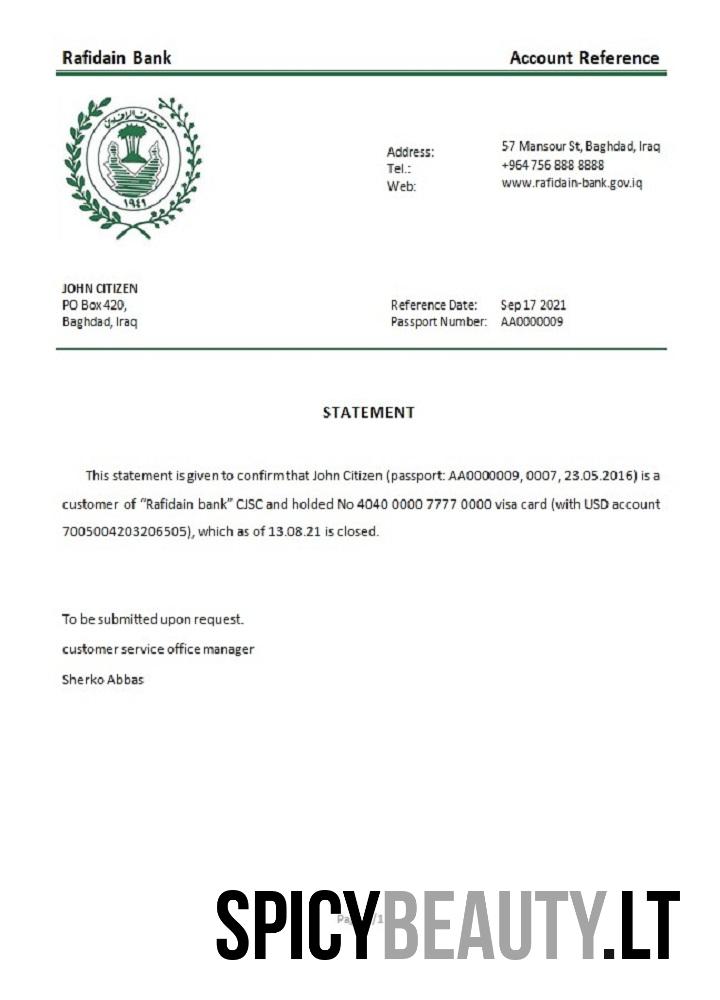 Rafidain Bank
Account Reference
مصرف الرافدين
١٩٤١
Address: 57 Mansour St, Baghdad, Iraq
Tel.: +964 756 888 8888
Web: www.rafidain-bank.gov.iq
JOHN CITIZEN
PO Box 420,
Baghdad, Iraq
Reference Date: Sep 17 2021
Passport Number: AA0000009
STATEMENT
This statement is given to confirm that John Citizen (passport: AA0000009, 0007, 23.05.2016) is a
customer of “Rafidain bank” CJSC and holded No 4040 0000 7777 0000 visa card (with USD account
7005004203206505), which as of 13.08.21 is closed.
To be submitted upon request.
customer service office manager
Sherko Abbas
SPICYBEAUTY.LT